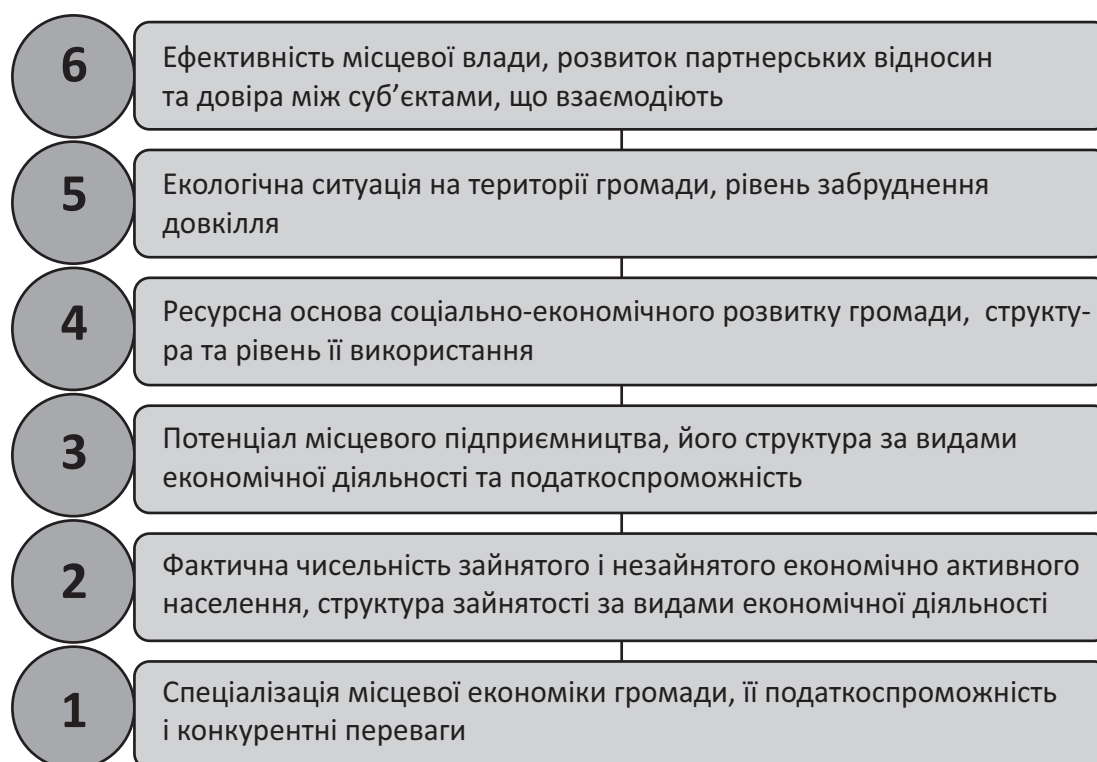 6
Ефективність місцевої влади, розвиток партнерських відносин
та довіра між суб’єктами, що взаємодіють
5
Екологічна ситуація на території громади, рівень забруднення
довкілля
4
Ресурсна основа соціально-економічного розвитку громади, структу-
ра та рівень її використання
3
Потенціал місцевого підприємництва, його структура за видами
економічної діяльності та податкоспроможність
2
Фактична чисельність зайнятого і незайнятого економічно активного
населення, структура зайнятості за видами економічної діяльності
1
Спеціалізація місцевої економіки громади, її податкоспроможність
і конкурентні переваги